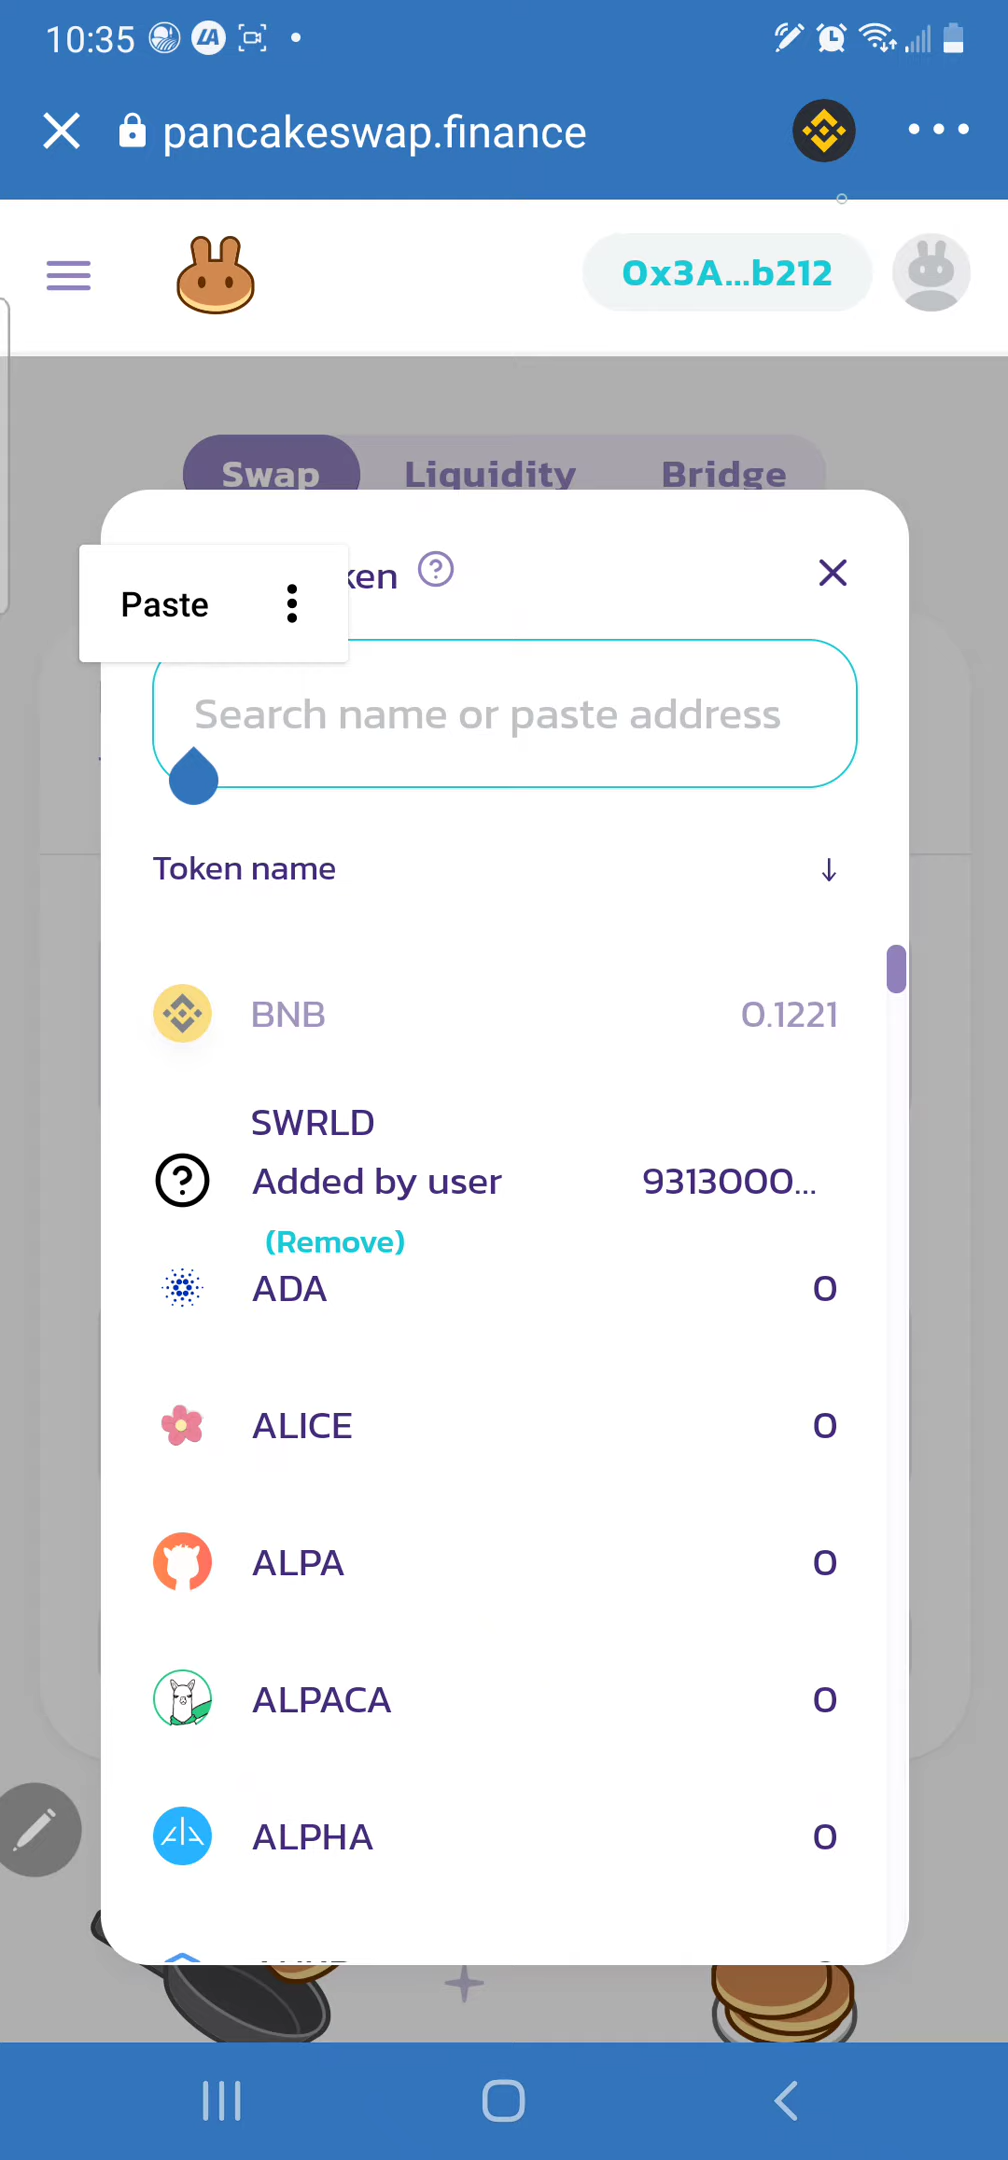 10:35 LA
pancakeswap.finance
0x3A...b212
Swap Liquidity Bridge
Paste ken
Search name or paste address
Token name
BNB 0.1221
SWRLD
Added by user 9313000...
(Remove)
ADA 0
ALICE 0
ALPA 0
ALPACA 0
ALPHA 0